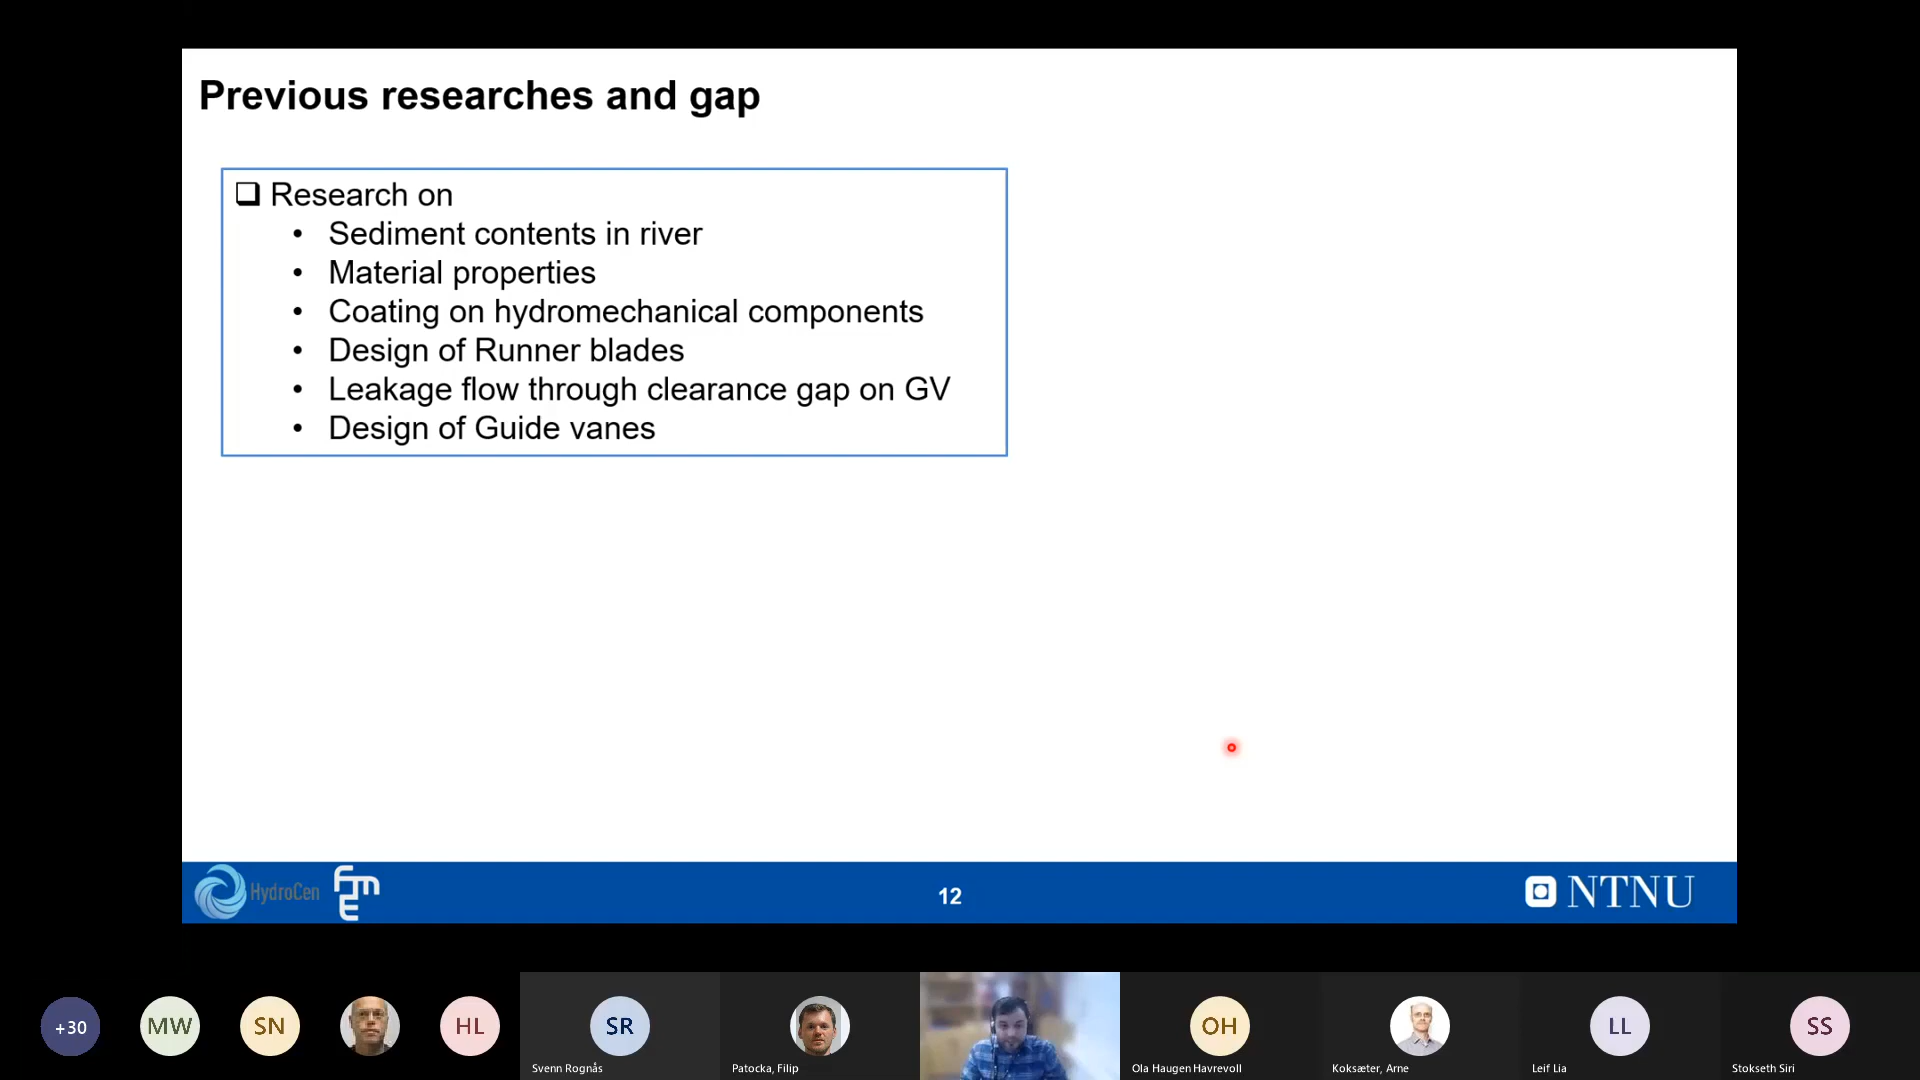 Previous researches and gap
❑ Research on
• Sediment contents in river
• Material properties
• Coating on hydromechanical components
• Design of Runner blades
• Leakage flow through clearance gap on GV
• Design of Guide vanes
HydroCen
FME
12
NTNU
+30
MW
SN
HL
SR
OH
LL
SS
Svenn Rognås
Patocka, Filip
Ola Haugen Havrevoll
Koksæter, Arne
Leif Lia
Stokseth Siri